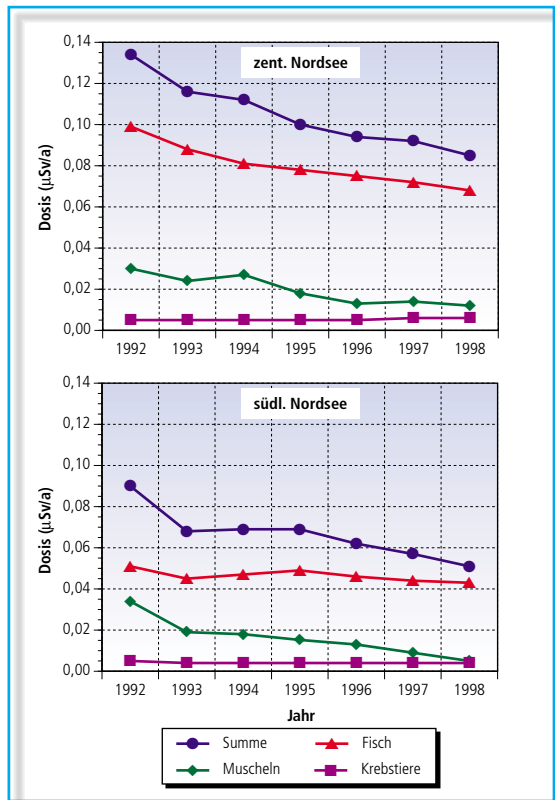 0,14
0,12
0,10
0,08
0,06
0,04
0,02
0,00
Dosis (µSv/a)
zent. Nordsee
1992 1993 1994 1995 1996 1997 1998
0,14
0,12
0,10
0,08
0,06
0,04
0,02
0,00
Dosis (µSv/a)
südl. Nordsee
1992 1993 1994 1995 1996 1997 1998
Jahr
Summe Fisch
Muscheln Krebstiere